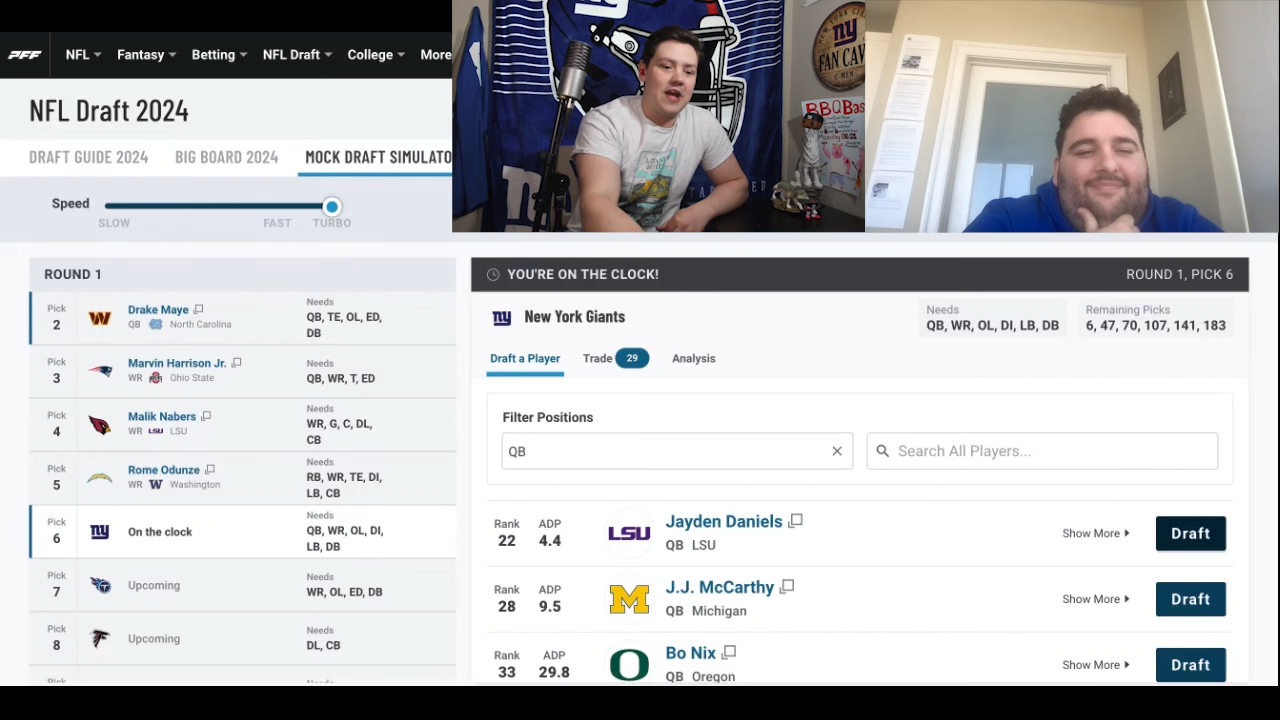 PFF
NFL
Fantasy
Betting
NFL Draft
College
More
NFL Draft 2024
DRAFT GUIDE 2024
BIG BOARD 2024
MOCK DRAFT SIMULATO
Speed
SLOW
FAST
TURBO
NY
FAN CAV
BBQ Bas
ROUND 1
Pick
2
Drake Maye
QB North Carolina
Needs
QB, TE, OL, ED,
DB
Pick
3
Marvin Harrison Jr.
WR Ohio State
Needs
QB, WR, T, ED
Pick
4
Malik Nabers
WR LSU LSU
Needs
WR, G, C, DL,
CB
Pick
5
Rome Odunze
WR W Washington
Needs
RB, WR, TE, DI,
LB, CB
Pick
6
ny
On the clock
Needs
QB, WR, OL, DI,
LB, DB
Pick
7
Upcoming
Needs
WR, OL, ED, DB
Pick
8
Upcoming
Needs
DL, CB
YOU'RE ON THE CLOCK!
ROUND 1, PICK 6
ny
New York Giants
Needs
QB, WR, OL, DI, LB, DB
Remaining Picks
6, 47, 70, 107, 141, 183
Draft a Player
Trade 29
Analysis
Filter Positions
QB
Search All Players...
Rank
22
ADP
4.4
LSU
Jayden Daniels
QB LSU
Show More
Draft
Rank
28
ADP
9.5
M
J.J. McCarthy
QB Michigan
Show More
Draft
Rank
33
ADP
29.8
O
Bo Nix
QB Oregon
Show More
Draft